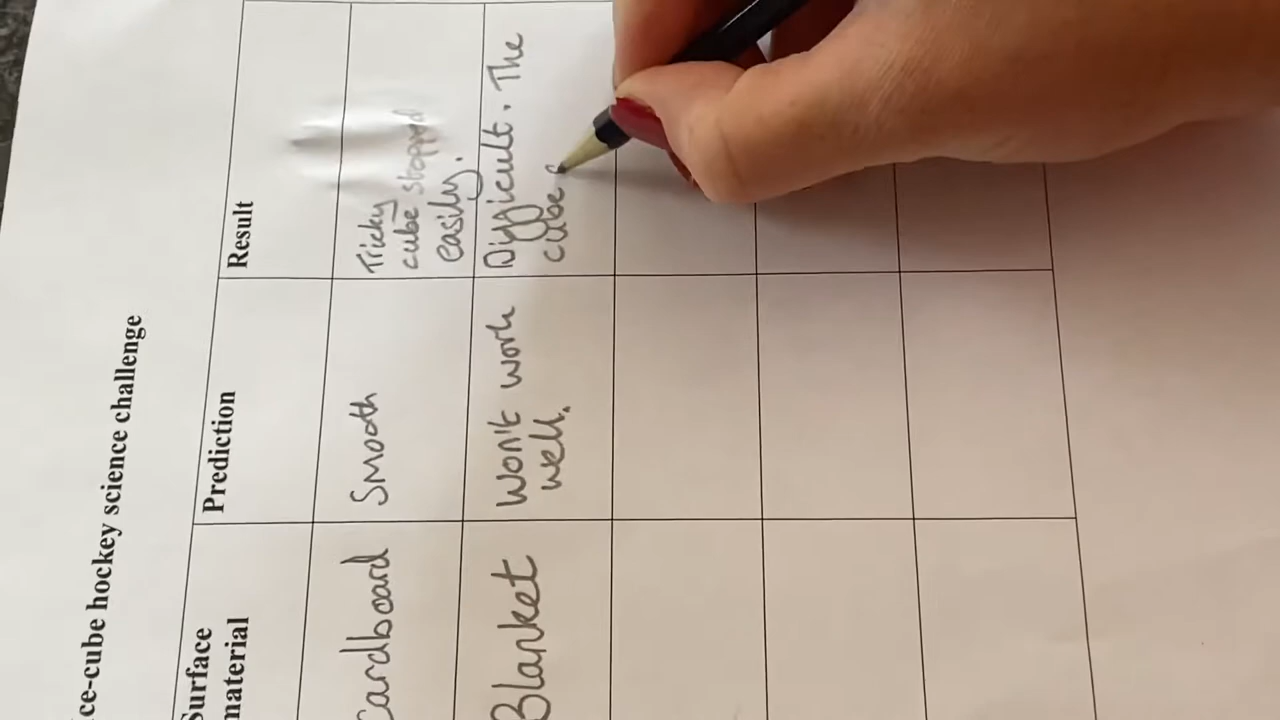 ce-cube hockey science challenge
Surface
material
Prediction
Result
Cardboard
Smooth
Tricky
cube stopped
easily.
Blanket
Won't work
well.
Difficult. The
cube